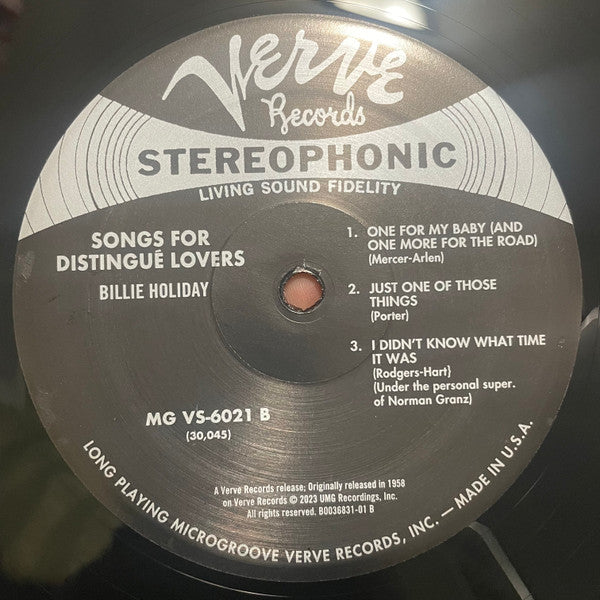 Verve
Records
STEREOPHONIC
LIVING SOUND FIDELITY
SONGS FOR
DISTINGUÉ LOVERS
BILLIE HOLIDAY
1. ONE FOR MY BABY (AND
ONE MORE FOR THE ROAD)
(Mercer-Arlen)
2. JUST ONE OF THOSE
THINGS
(Porter)
3. I DIDN'T KNOW WHAT TIME
IT WAS
(Rodgers-Hart}
(Under the personal super.
of Norman Granz)
MG VS-6021 B
(30,045)
A Verve Records release; Originally released in 1958
on Verve Records © 2023 UMG Recordings, Inc.
All rights reserved. B0036831-01 B
LONG PLAYING MICROGROOVE VERVE RECORDS, INC. — MADE IN U.S.A.